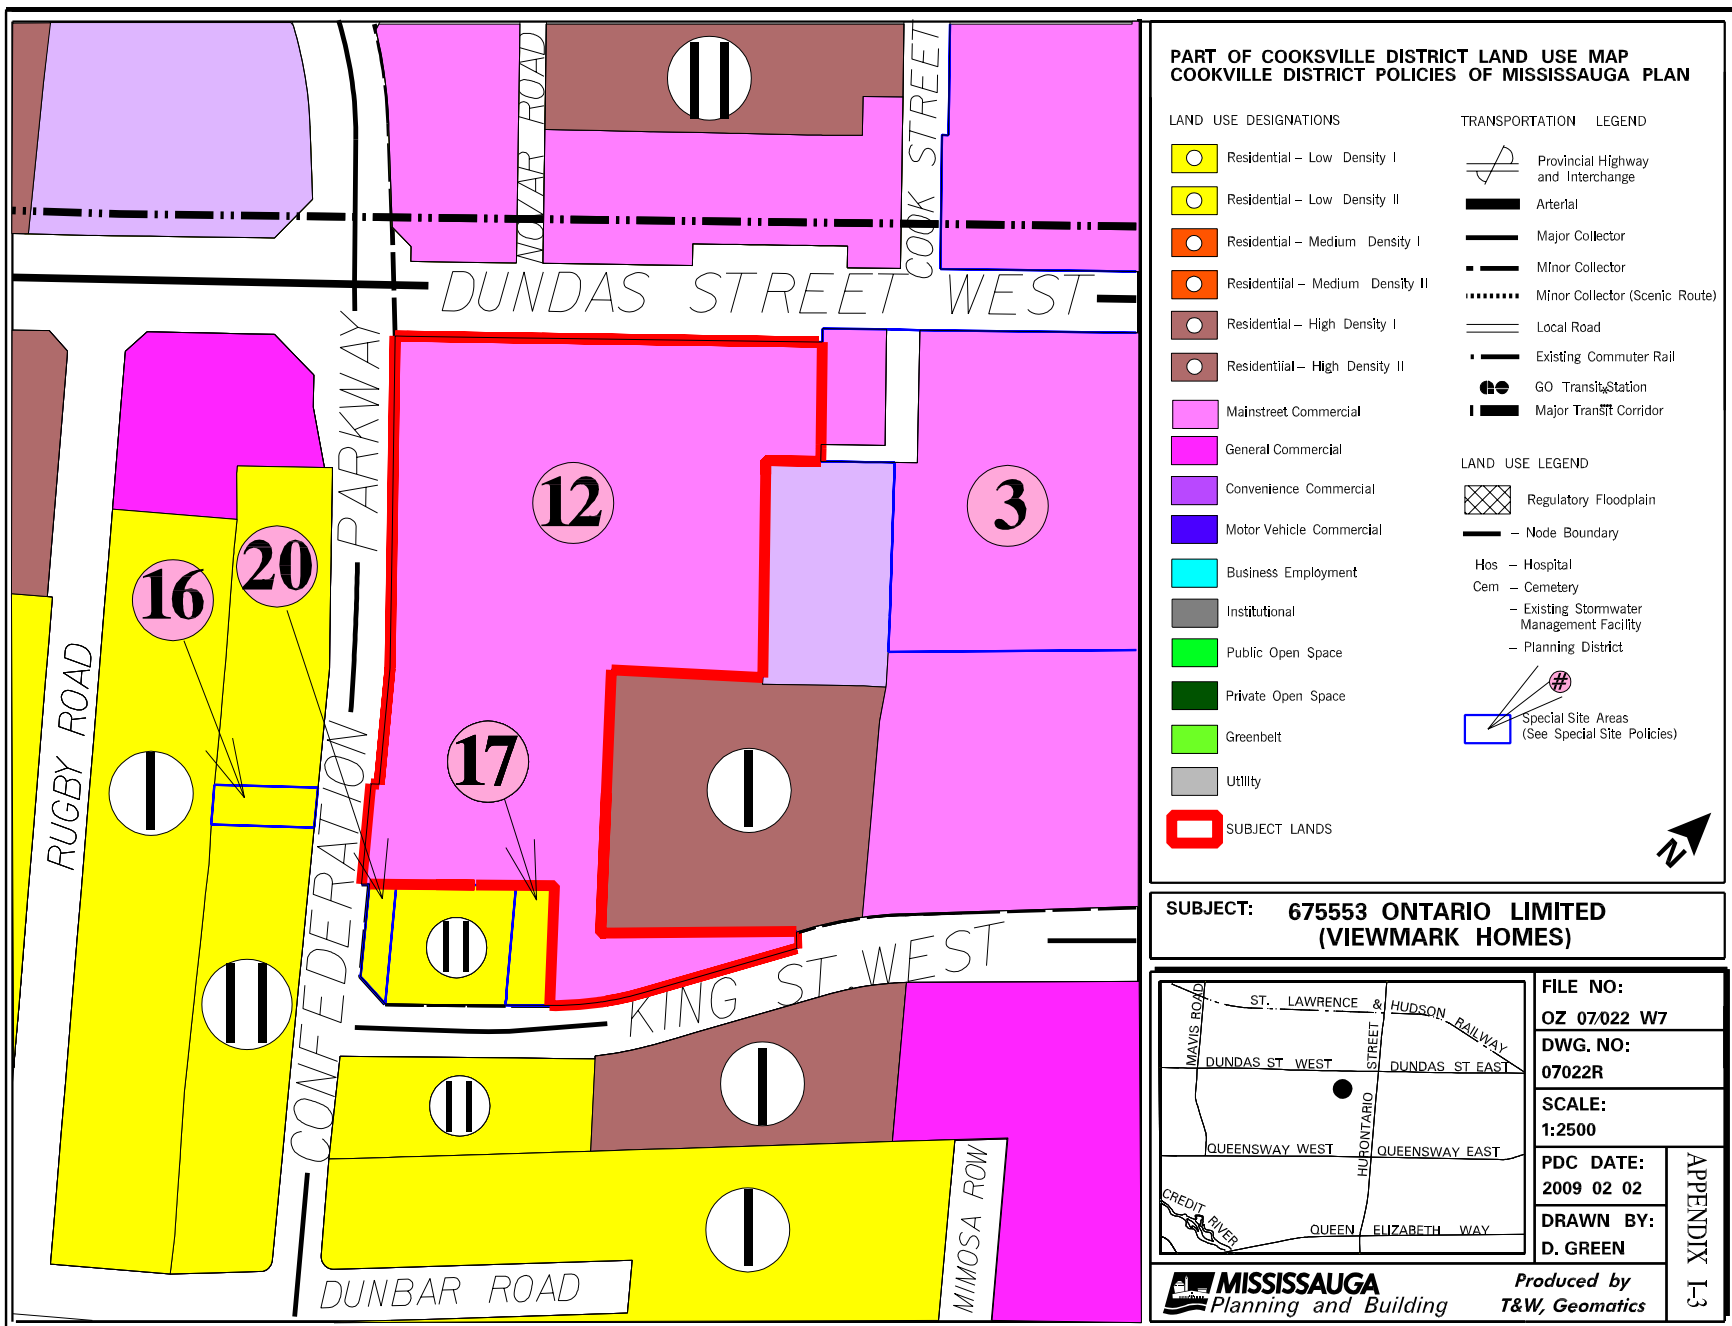 NOVAR ROAD
COOK STREET
DUNDAS STREET WEST
CONFEDERATION PARKWAY
RUGBY ROAD
KING ST. WEST
DUNBAR ROAD
MIMOSA ROW
12
3
20
16
17
II
I
I
II
II
II
I
I
PART OF COOKSVILLE DISTRICT LAND USE MAP
COOKVILLE DISTRICT POLICIES OF MISSISSAUGA PLAN
LAND USE DESIGNATIONS
Residential – Low Density I
Residential – Low Density II
Residential – Medium Density I
Residentiial – Medium Density II
Residential – High Density I
Residentiial – High Density II
Mainstreet Commercial
General Commercial
Convenience Commercial
Motor Vehicle Commercial
Business Employment
Institutional
Public Open Space
Private Open Space
Greenbelt
Utility
SUBJECT LANDS
TRANSPORTATION LEGEND
Provincial Highway
and Interchange
Arterial
Major Collector
Minor Collector
Minor Collector (Scenic Route)
Local Road
Existing Commuter Rail
GO Transit Station
Major Transit Corridor
LAND USE LEGEND
Regulatory Floodplain
– Node Boundary
Hos – Hospital
Cem – Cemetery
– Existing Stormwater
Management Facility
– Planning District
#
Special Site Areas
(See Special Site Policies)
N
SUBJECT: 675553 ONTARIO LIMITED
(VIEWMARK HOMES)
MAVIS ROAD
ST. LAWRENCE & HUDSON RAILWAY
DUNDAS ST WEST
DUNDAS ST EAST
HURONTARIO STREET
QUEENSWAY WEST
QUEENSWAY EAST
CREDIT RIVER
QUEEN ELIZABETH WAY
FILE NO:
OZ 07/022 W7
DWG. NO:
07022R
SCALE:
1:2500
PDC DATE:
2009 02 02
DRAWN BY:
D. GREEN
APPENDIX I-3
MISSISSAUGA
Planning and Building
Produced by
T&W, Geomatics